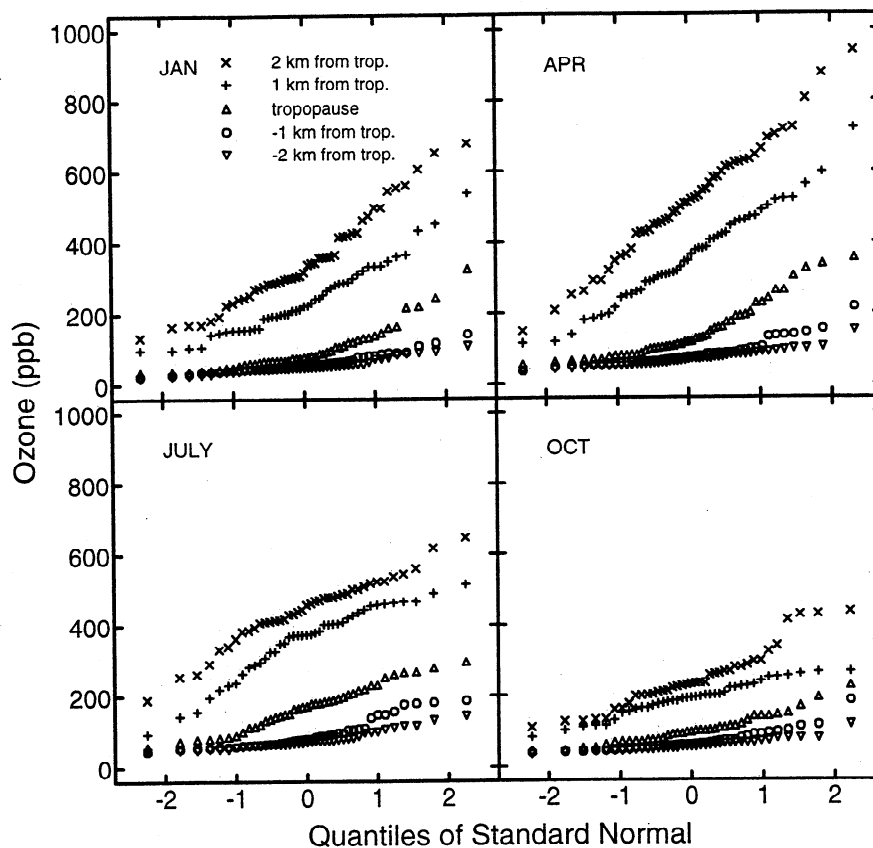 1000
800
600
400
200
0
JAN
× 2 km from trop.
+ 1 km from trop.
△ tropopause
○ -1 km from trop.
▽ -2 km from trop.
APR
Ozone (ppb)
1000
800
600
400
200
0
JULY
OCT
-2 -1 0 1 2
-2 -1 0 1 2
Quantiles of Standard Normal